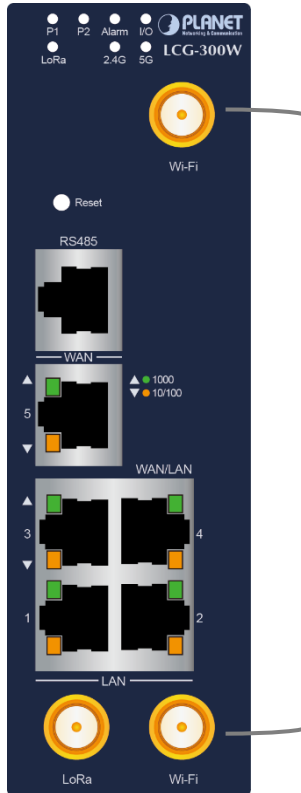 PLANET
Networking & Communication
P1 P2 Alarm I/O
LoRa 2.4G 5G
LCG-300W
Wi-Fi
Reset
RS485
WAN
▲ 1000
5 ▼ 10/100
WAN/LAN
3 4
1 2
LAN
LoRa Wi-Fi